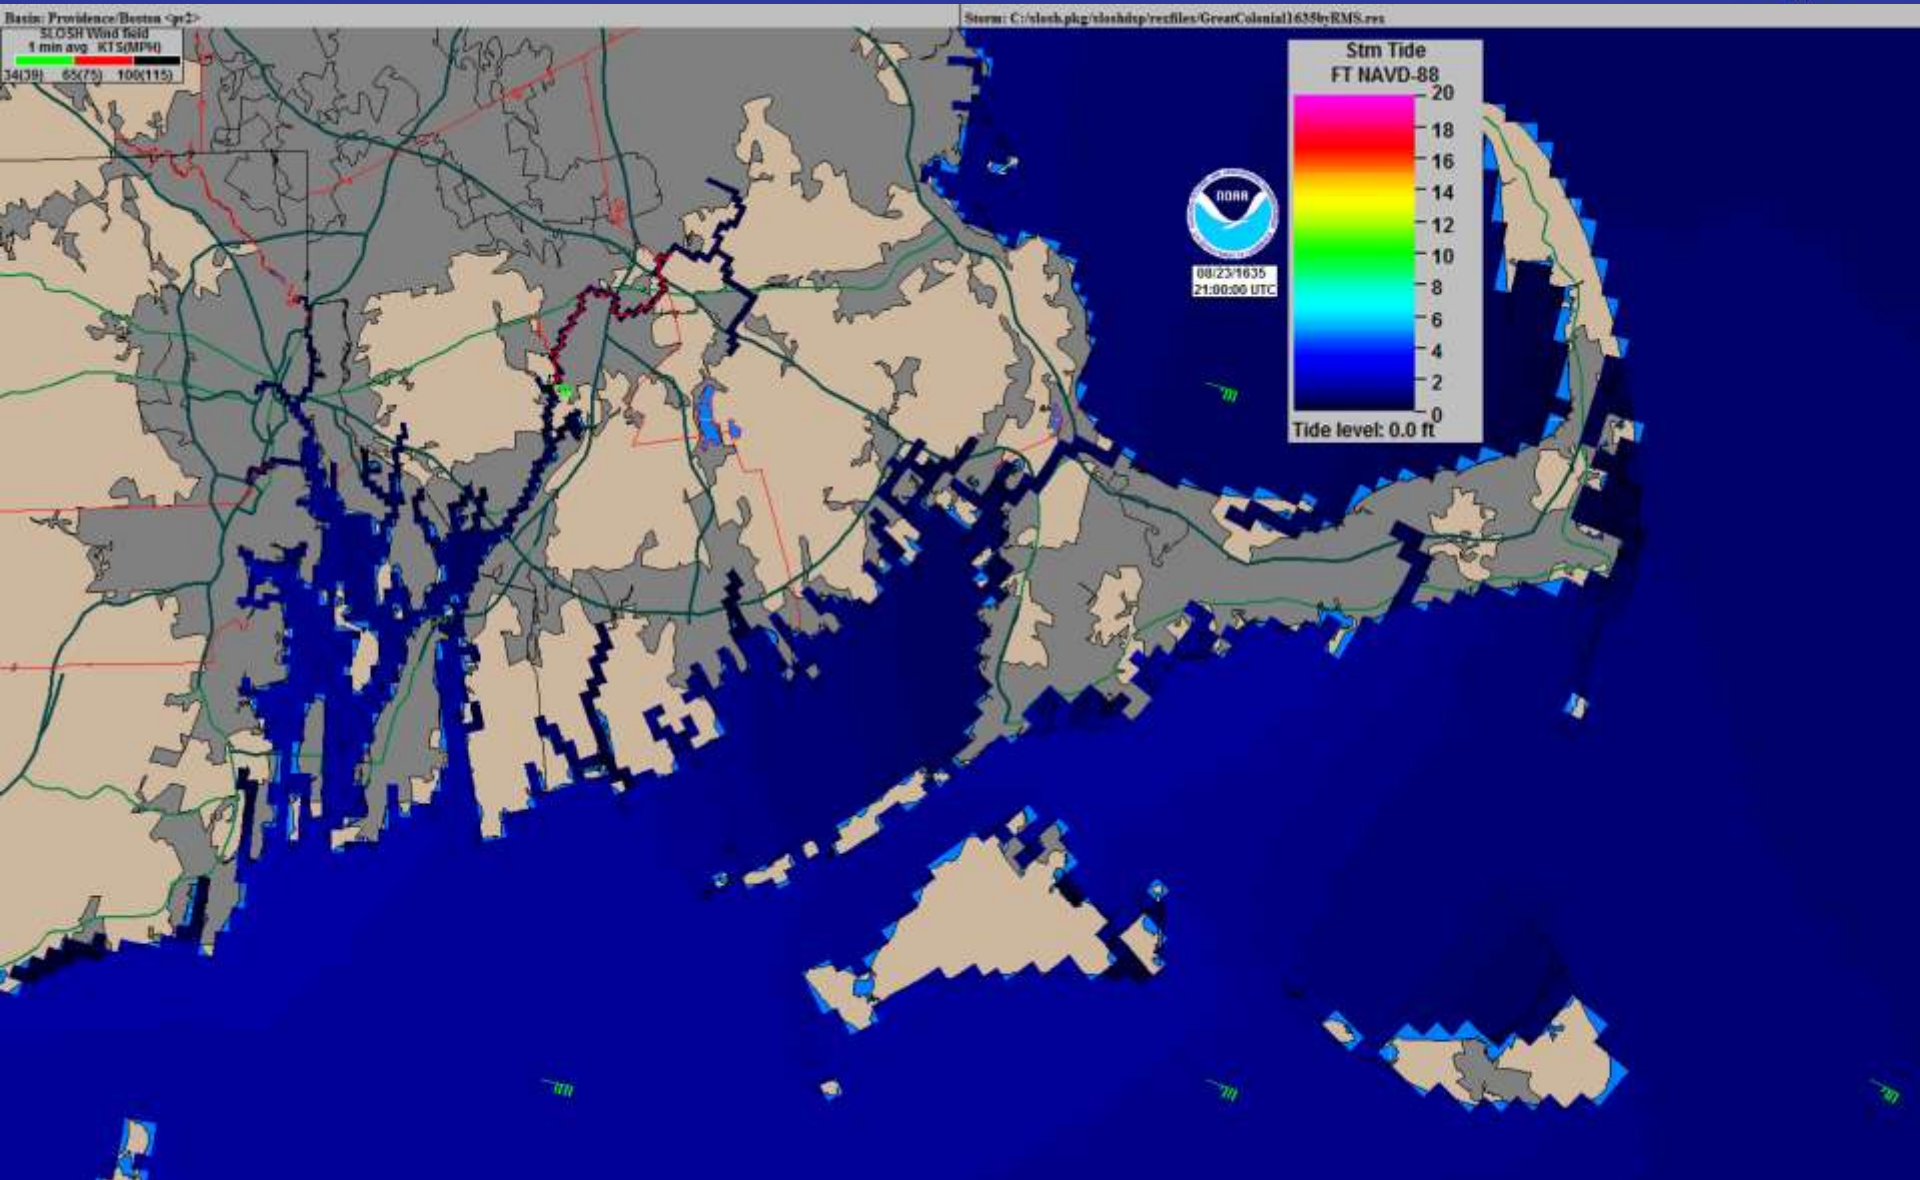 Basin: Providence/Boston <pr2>
Storm: C:/slosh.pkg/sloshdsp/rexfiles/GreatColonial1635byRMS.rex
SLOSH Wind field
1 min avg KTS(MPH)
34(39) 65(75) 100(115)
Stm Tide
FT NAVD-88
20
18
16
14
12
10
8
6
4
2
0
Tide level: 0.0 ft
NOAA
08/23/1635
21:00:00 UTC